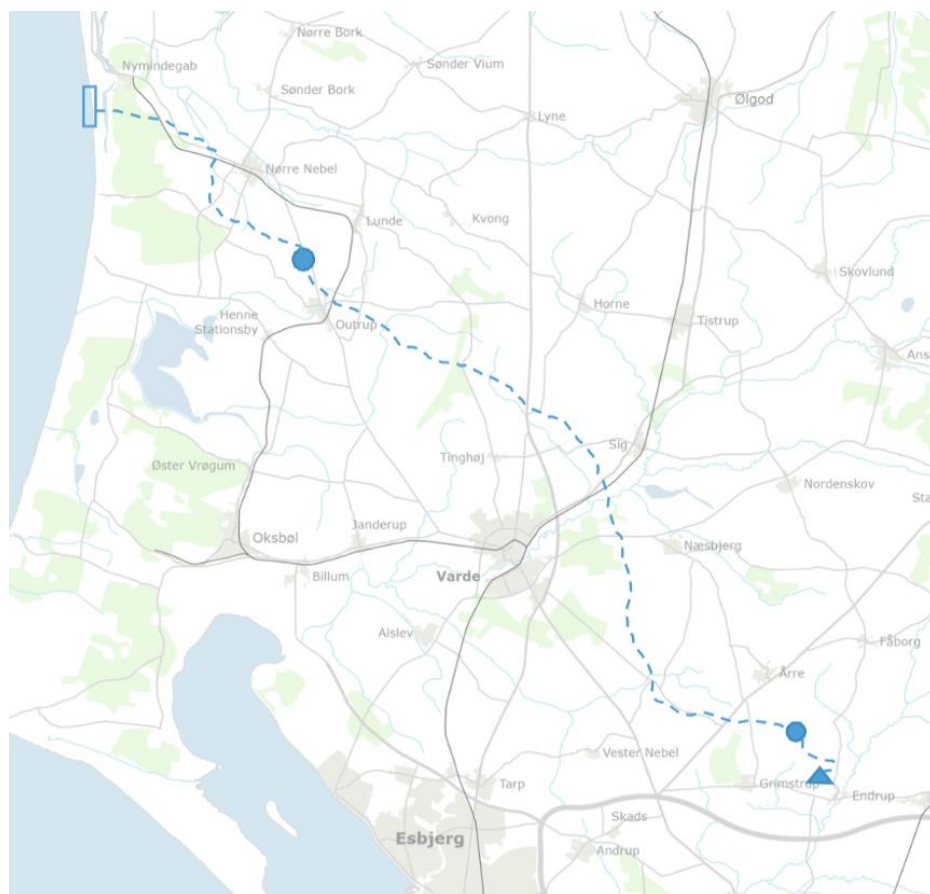 Nørre Bork
Sønder Vium
Nymindegab
Sønder Bork
Ølgod
Lyne
Nørre Nebel
Lunde
Kvong
Skovlund
Horne
Henne
Stationsby
Outrup
Tistrup
Ans
Sig
Tinghøj
Øster Vrøgum
Nordenskov
Sta
Oksbøl
Janderup
Næsbjerg
Varde
Billum
Alslev
Fåborg
Årre
Vester Nebel
Tarp
Grimstrup
Endrup
Skads
Esbjerg
Andrup